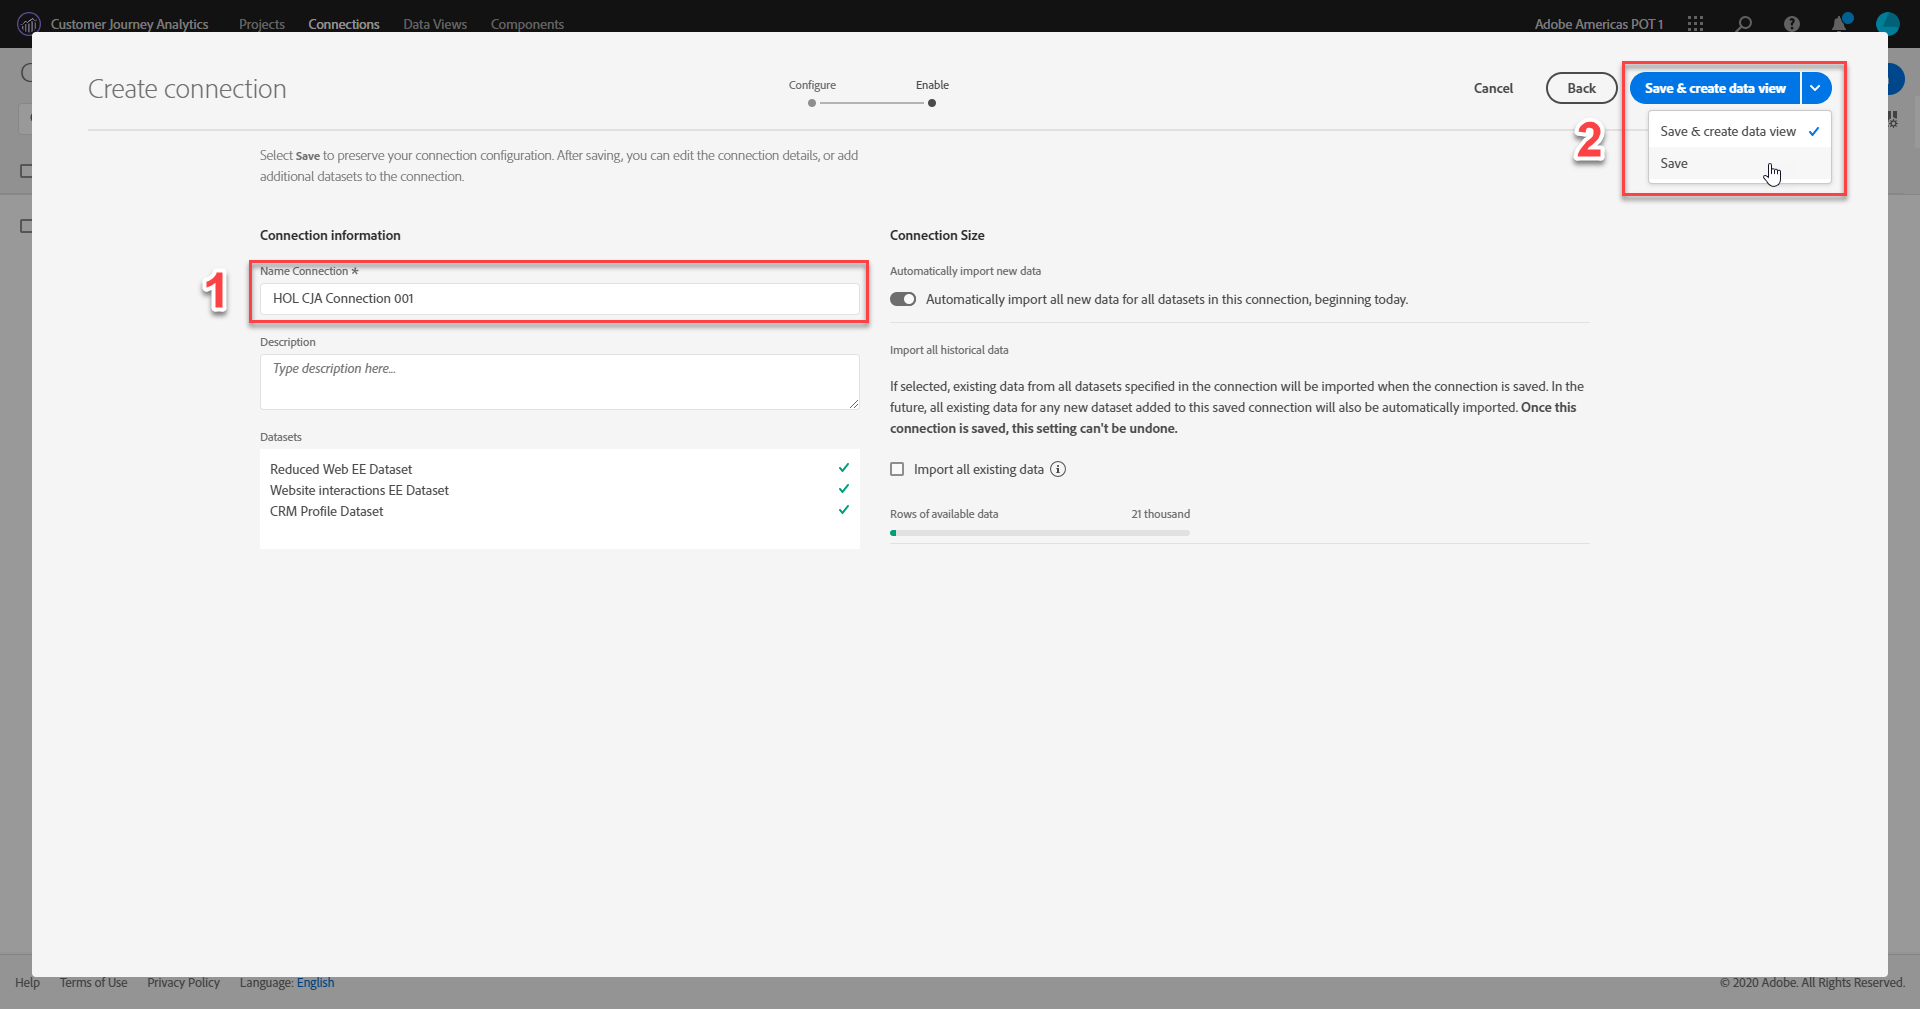 Customer Journey Analytics Projects Connections Data Views Components Adobe Americas POT 1
Create connection
Configure Enable
Cancel Back Save & create data view
Save & create data view
Save
2
Select Save to preserve your connection configuration. After saving, you can edit the connection details, or add
additional datasets to the connection.
Connection information
1
Name Connection *
HOL CJA Connection 001
Description
Type description here...
Datasets
Reduced Web EE Dataset
Website interactions EE Dataset
CRM Profile Dataset
Connection Size
Automatically import new data
Automatically import all new data for all datasets in this connection, beginning today.
Import all historical data
If selected, existing data from all datasets specified in the connection will be imported when the connection is saved. In the
future, all existing data for any new dataset added to this saved connection will also be automatically imported. Once this
connection is saved, this setting can't be undone.
Import all existing data
Rows of available data 21 thousand
Help Terms of Use Privacy Policy Language: English © 2020 Adobe. All Rights Reserved.